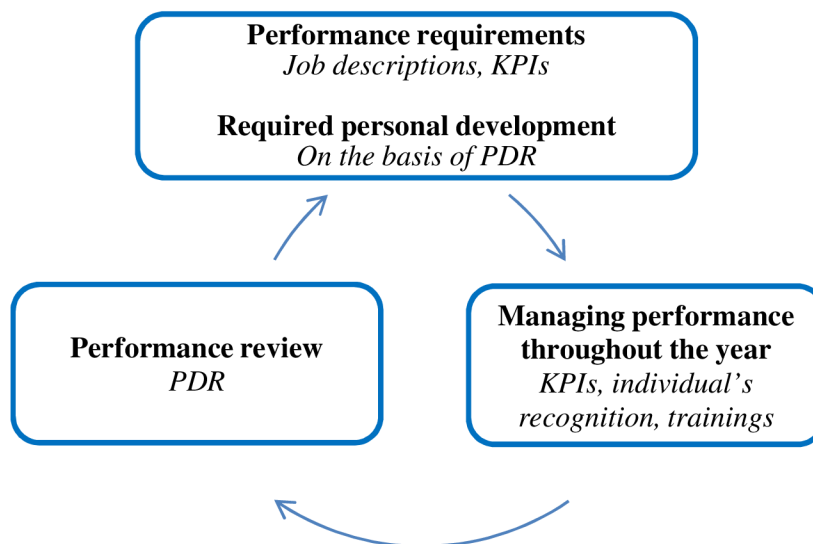 Performance requirements
Job descriptions, KPIs
Required personal development
On the basis of PDR
Performance review
PDR
Managing performance
throughout the year
KPIs, individual’s
recognition, trainings